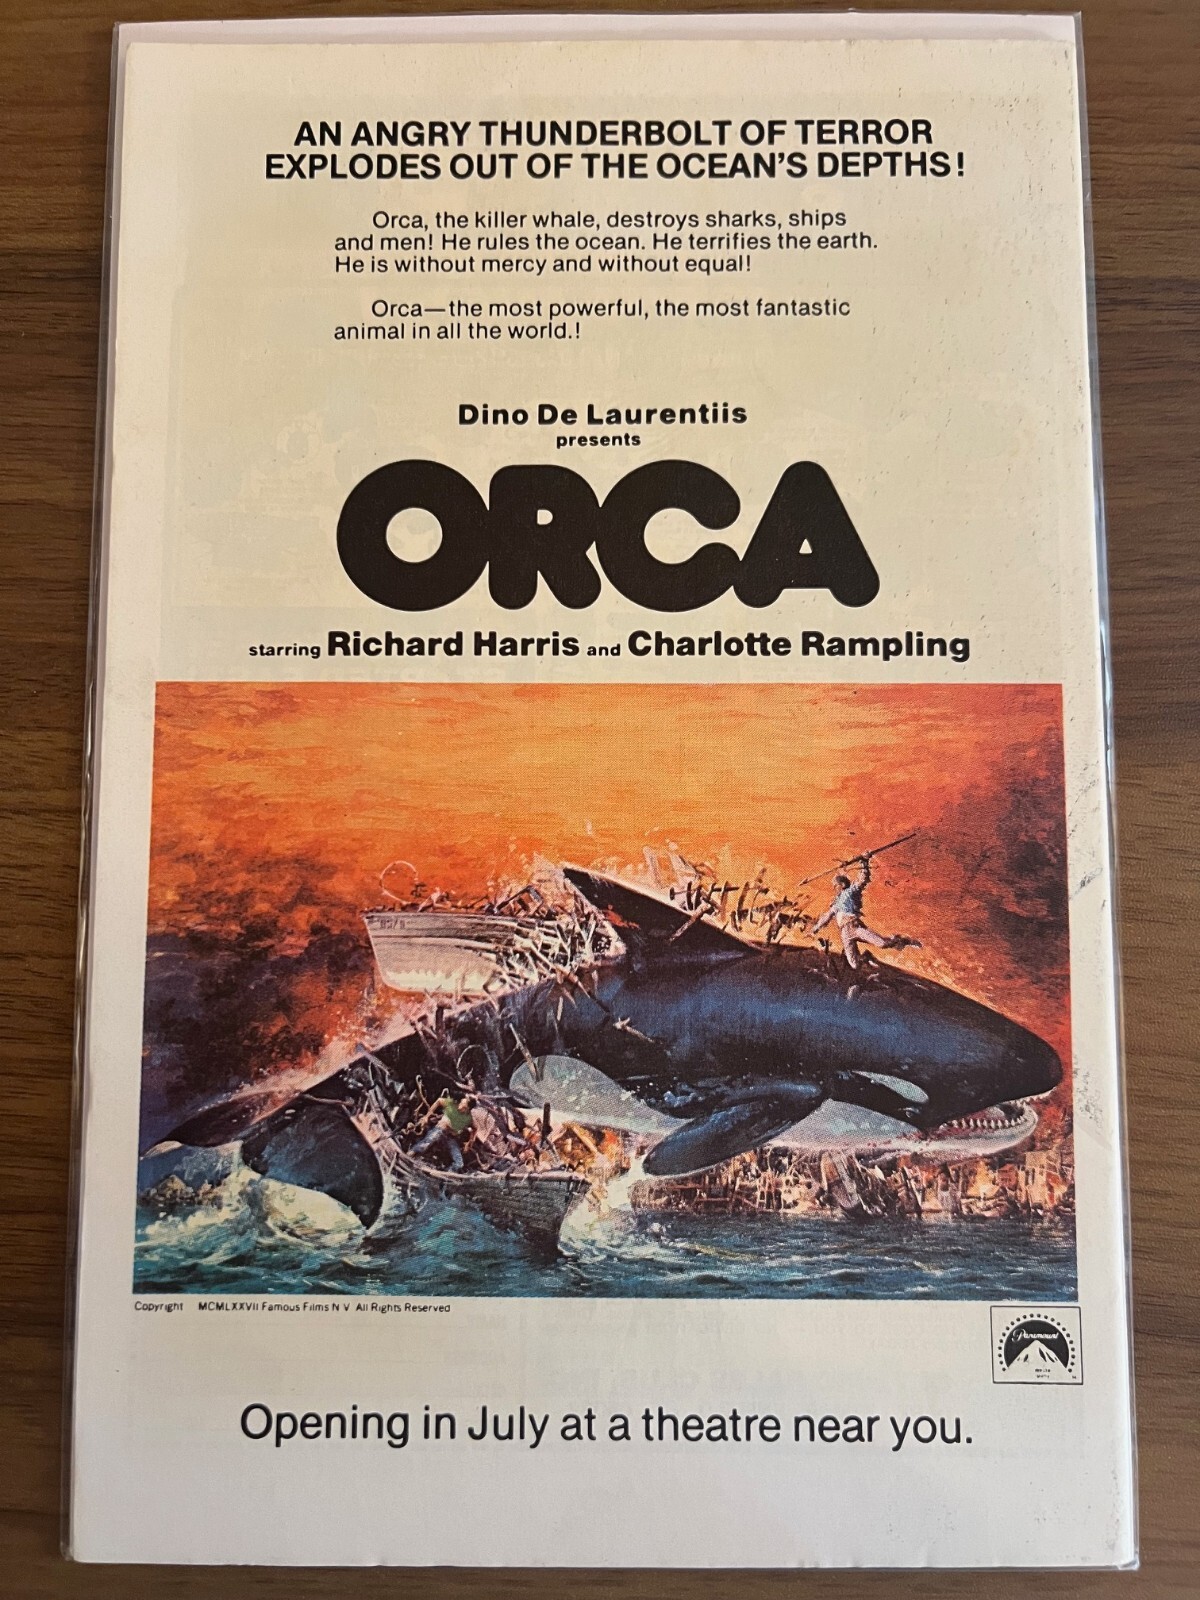 AN ANGRY THUNDERBOLT OF TERROR
EXPLODES OUT OF THE OCEAN'S DEPTHS!
Orca, the killer whale, destroys sharks, ships
and men! He rules the ocean. He terrifies the earth.
He is without mercy and without equal!
Orca—the most powerful, the most fantastic
animal in all the world.!
Dino De Laurentiis
presents
ORCA
starring Richard Harris and Charlotte Rampling
Copyright MCMLXXVII Famous Films N V All Rights Reserved
Paramount
Opening in July at a theatre near you.